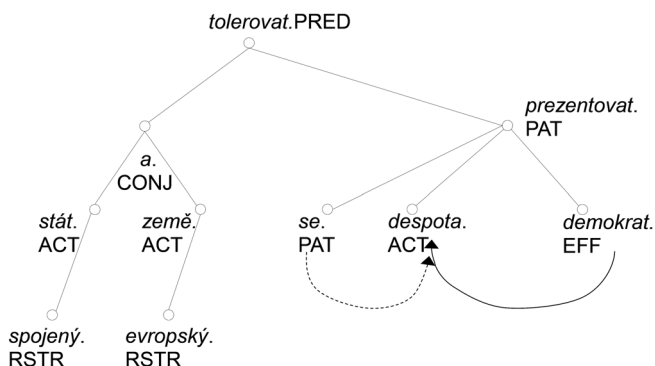 tolerovat.PRED
prezentovat.
PAT
a.
CONJ
stát.
ACT
země.
ACT
se.
PAT
despota.
ACT
demokrat.
EFF
spojený.
RSTR
evropský.
RSTR